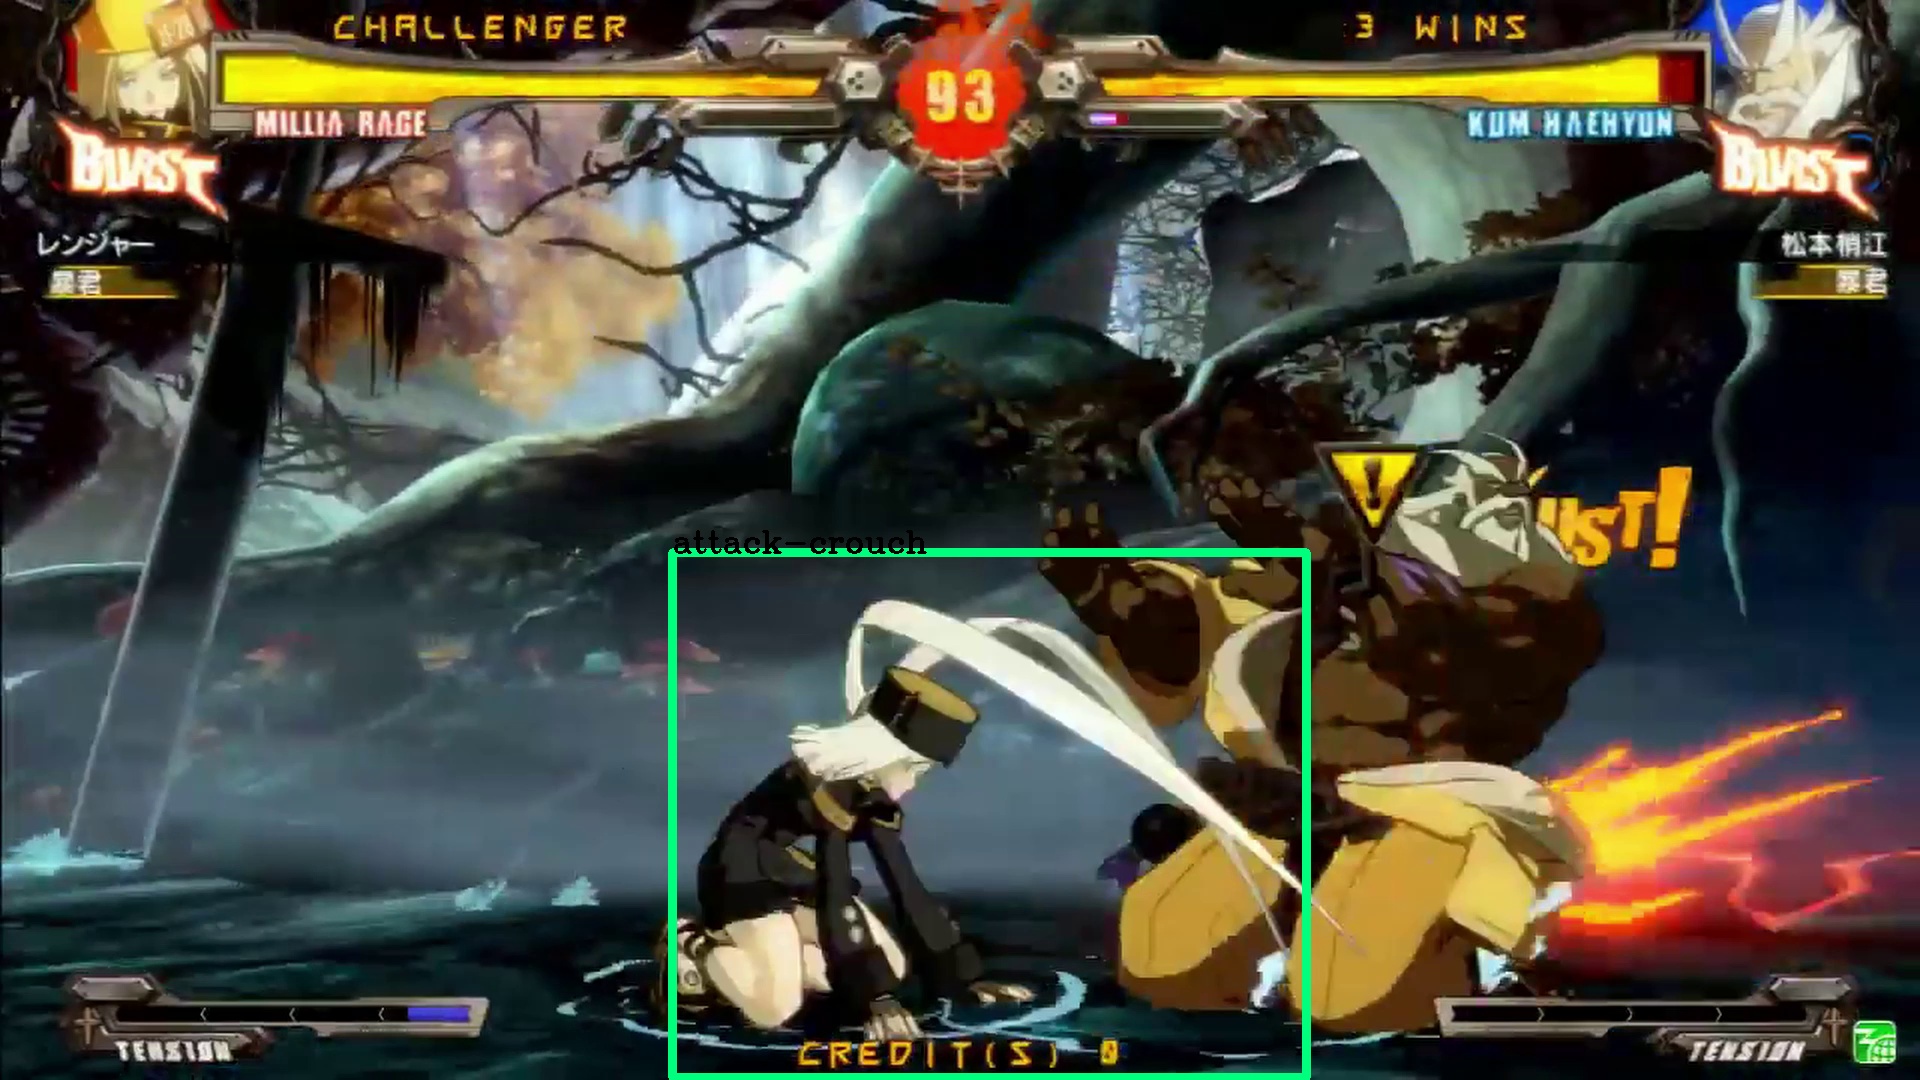 CHALLENGER
3 WINS
93
MILLIA RAGE
KUM HAEHYUN
BURST
BURST
レンジャー
松本梢江
暴君
暴君
UST!
attack-crouch
CREDIT(S) 0
TENSION
TENSION